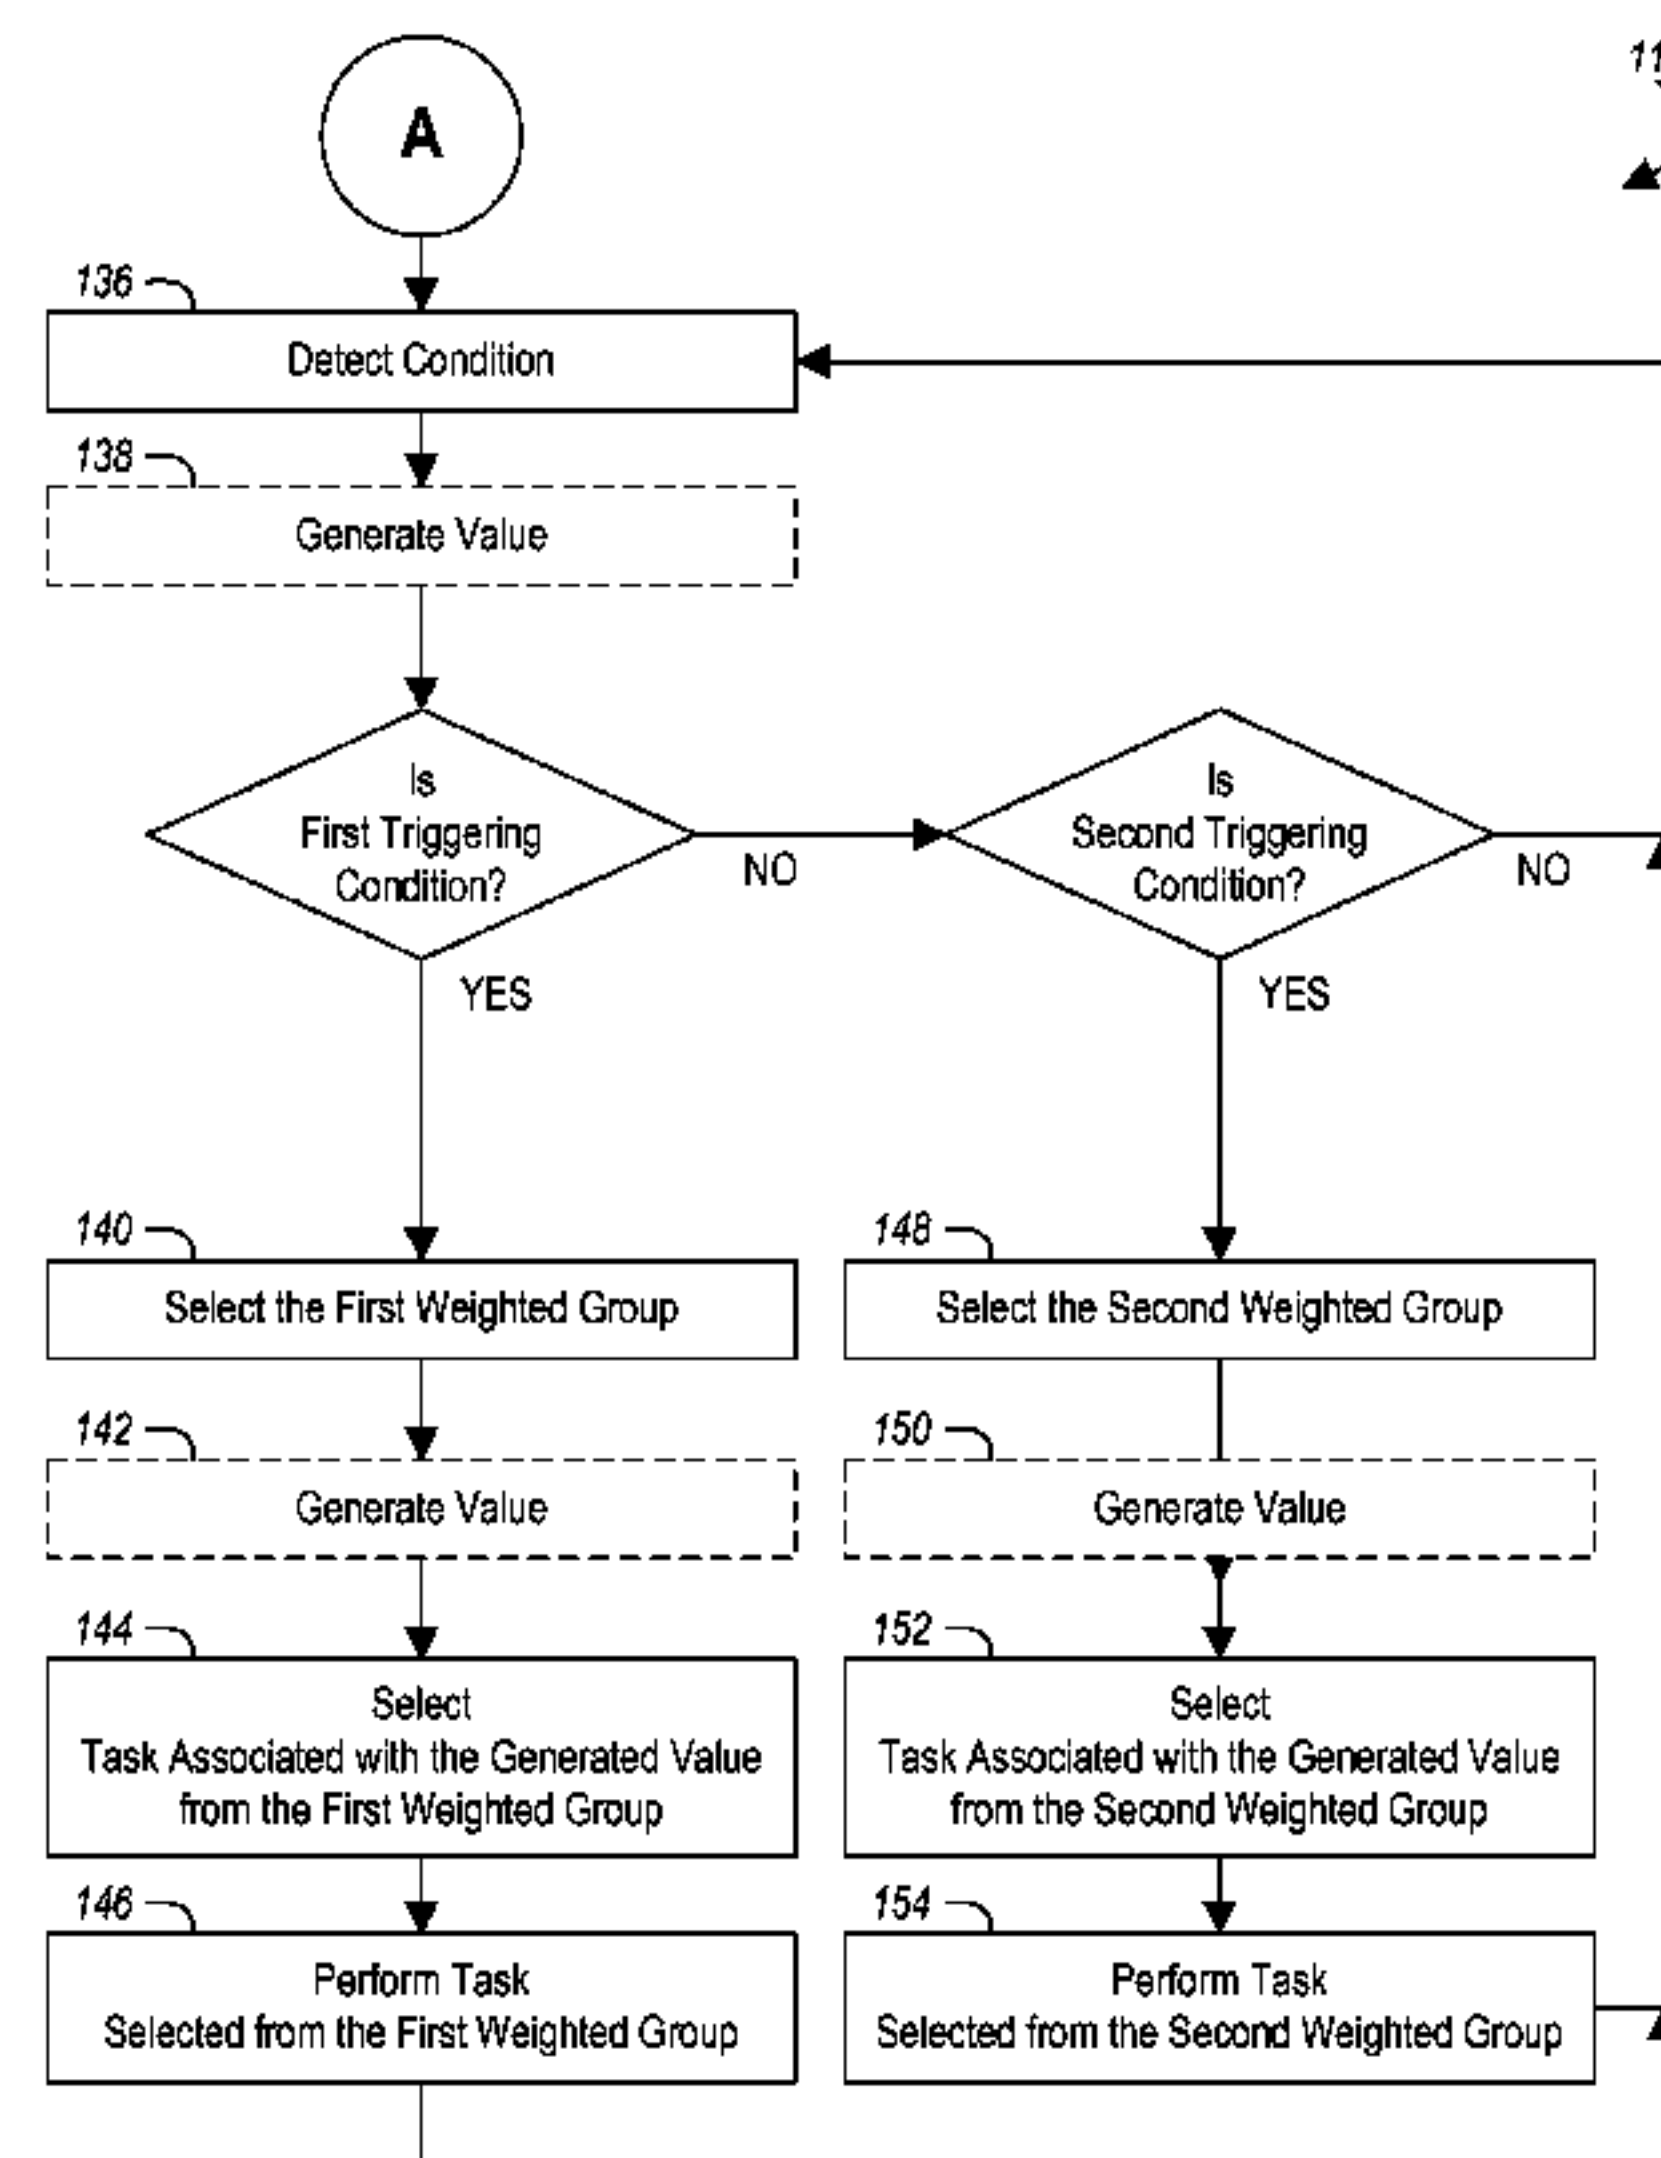 A
11
136
Detect Condition
138
Generate Value
Is
First Triggering
Condition?
NO
YES
Is
Second Triggering
Condition?
NO
YES
140
Select the First Weighted Group
148
Select the Second Weighted Group
142
Generate Value
150
Generate Value
144
Select
Task Associated with the Generated Value
from the First Weighted Group
152
Select
Task Associated with the Generated Value
from the Second Weighted Group
146
Perform Task
Selected from the First Weighted Group
154
Perform Task
Selected from the Second Weighted Group